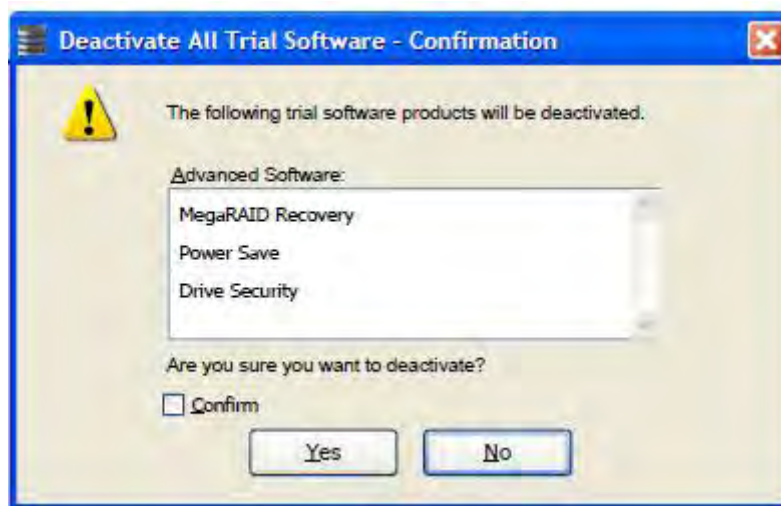 Deactivate All Trial Software - Confirmation
The following trial software products will be deactivated.
Advanced Software:
MegaRAID Recovery
Power Save
Drive Security
Are you sure you want to deactivate?
Confirm
Yes
No